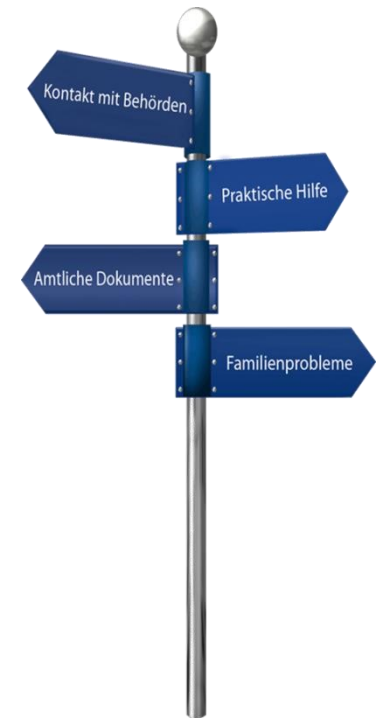 Kontakt mit Behörden
Praktische Hilfe
Amtliche Dokumente
Familienprobleme